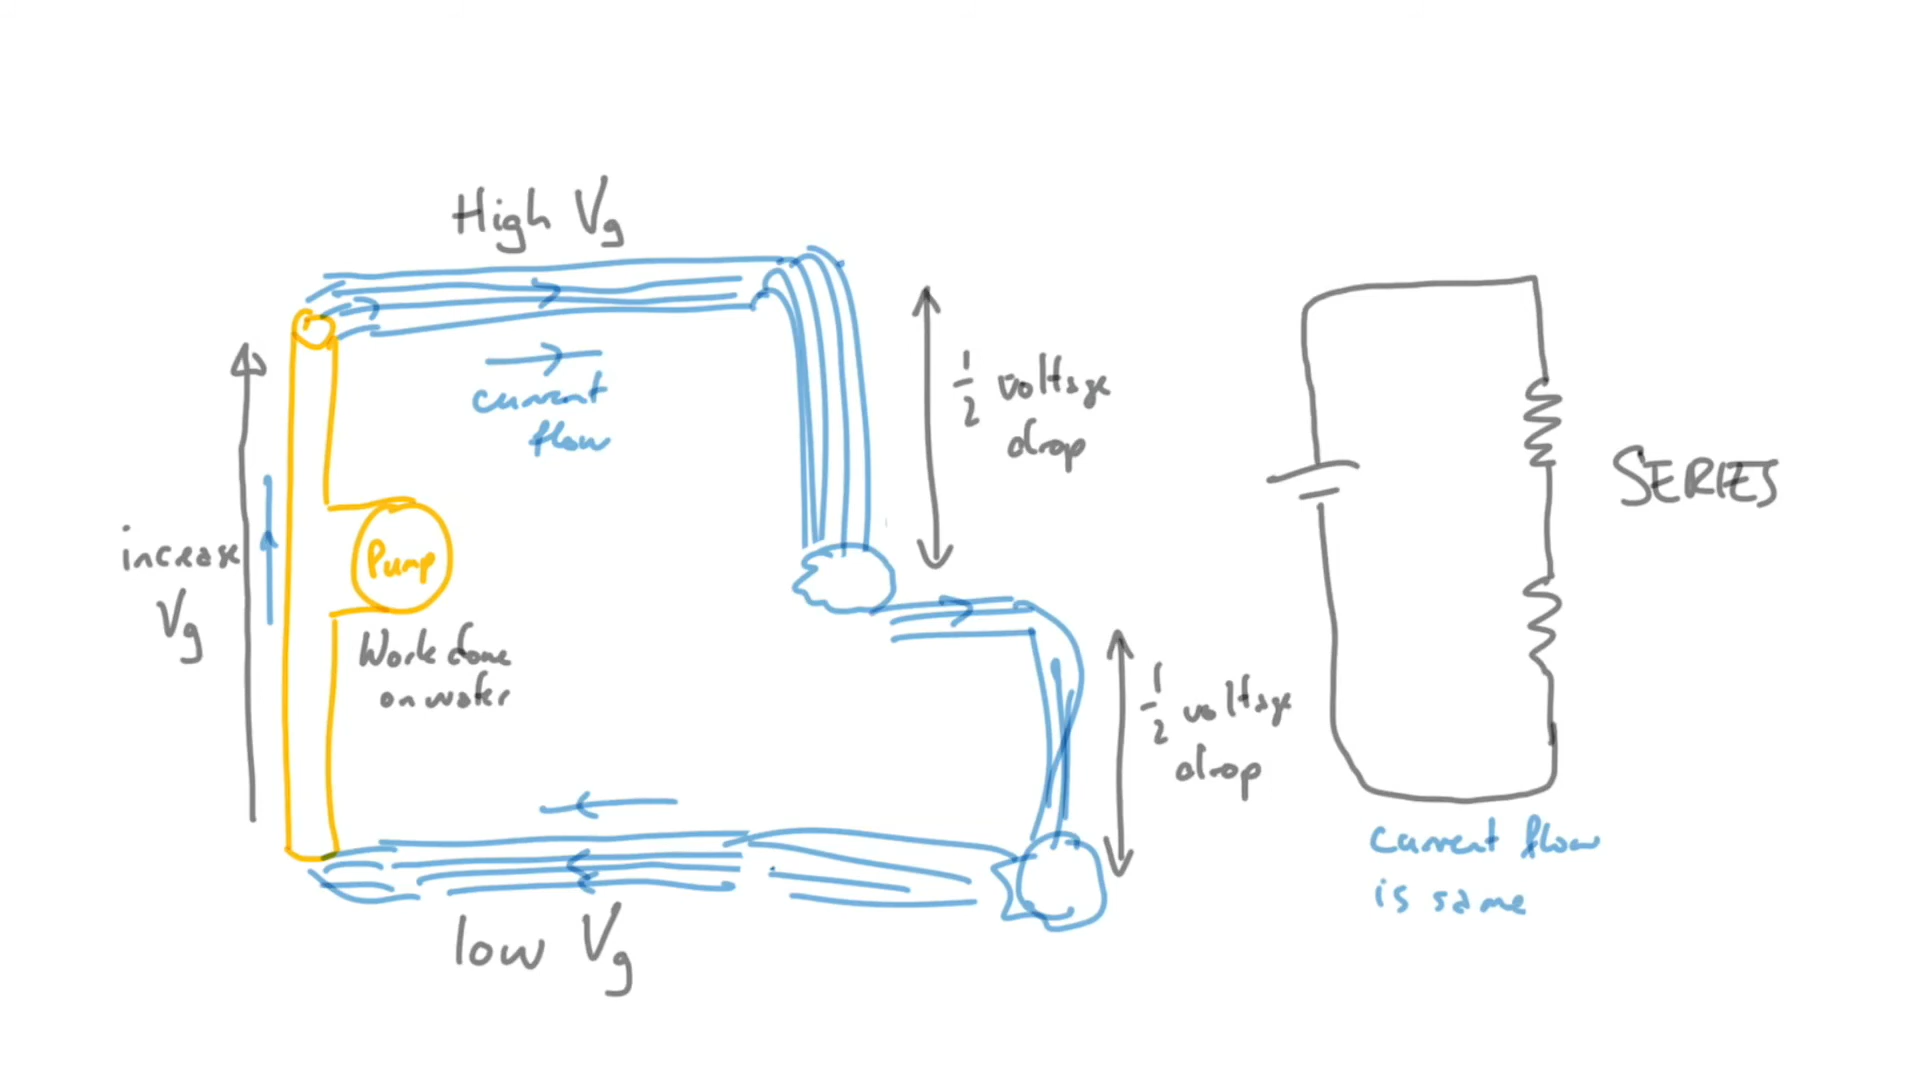 High Vg
current
flow
1/2 voltage
drop
increase
Vg
Pump
Work done
on water
SERIES
1/2 voltage
drop
low Vg
current flow
is same